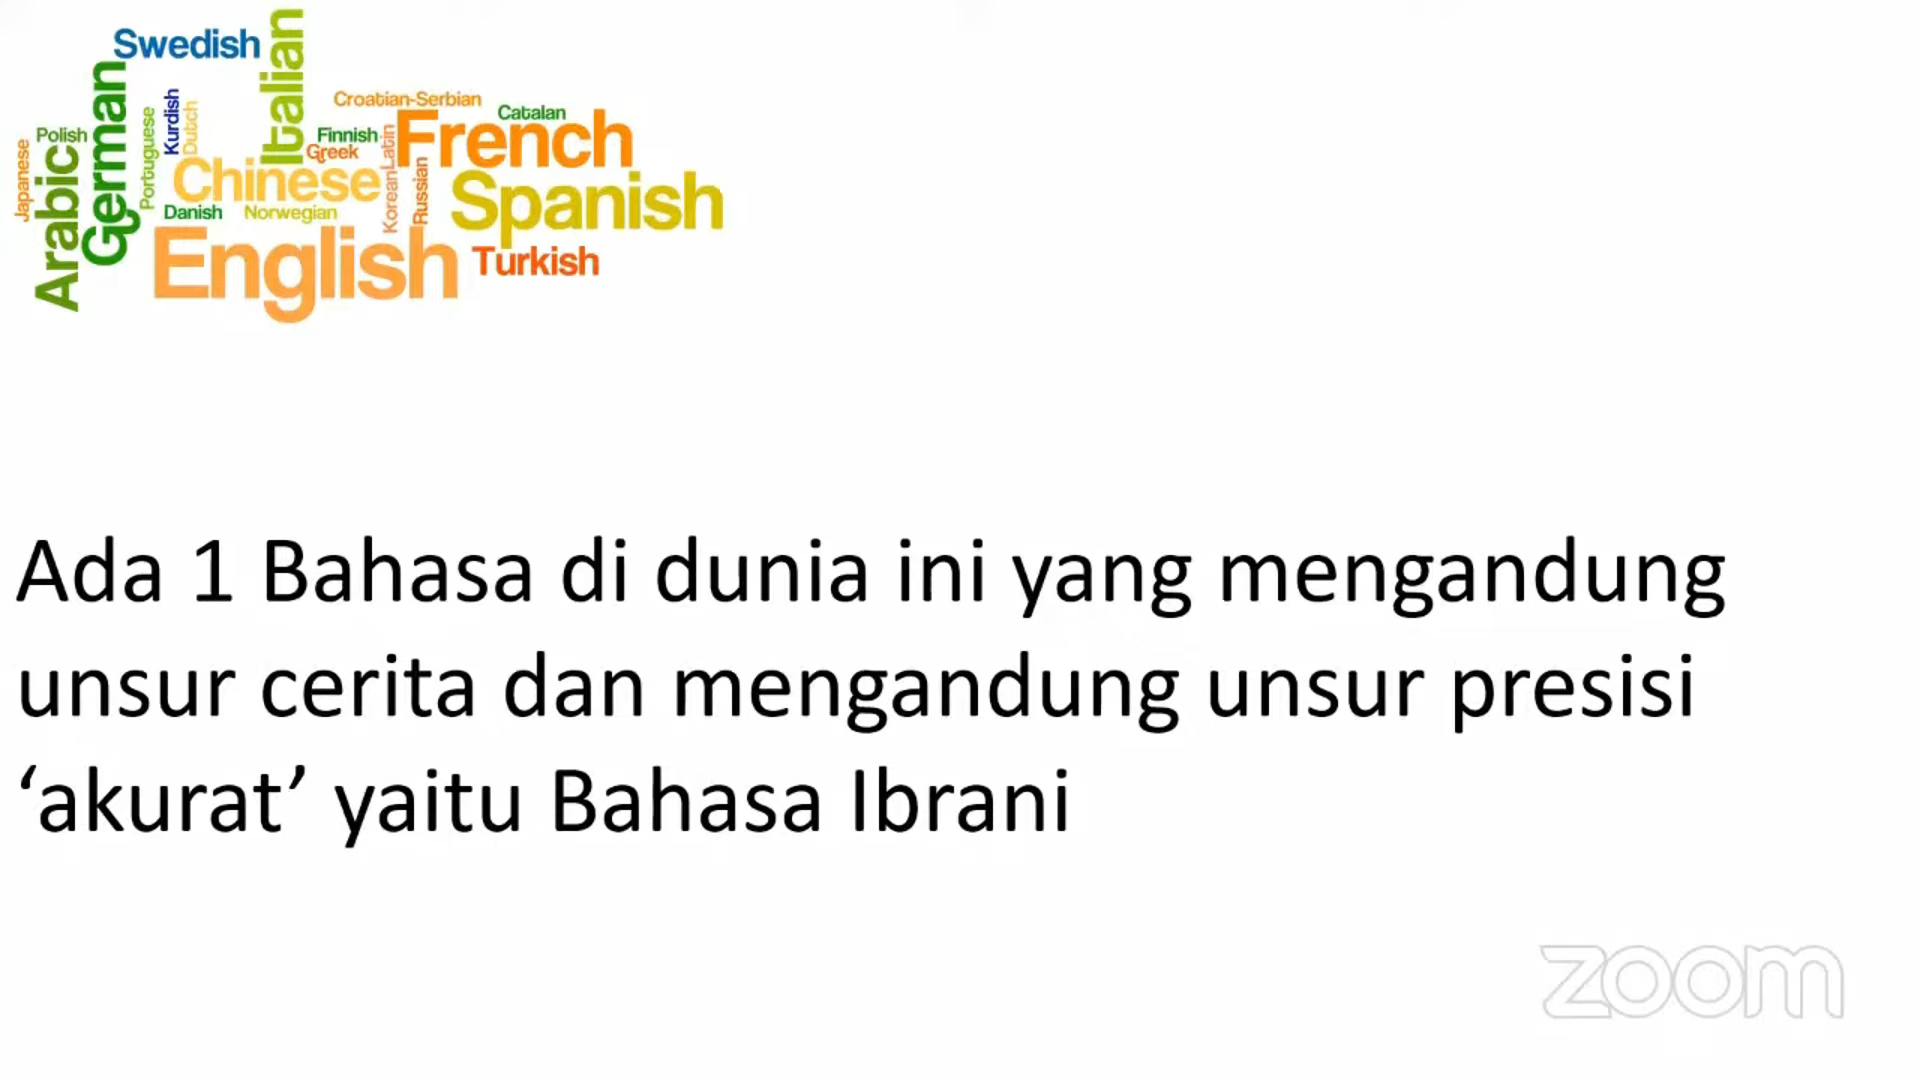 Swedish
Italian
German
Croatian-Serbian
Catalan
Polish
Portuguese
Kurdish
Dutch
Finnish
Latin
French
Japanese
Arabic
Greek
Chinese
Korean
Russian
Spanish
Danish
Norwegian
English
Turkish
Ada 1 Bahasa di dunia ini yang mengandung
unsur cerita dan mengandung unsur presisi
‘akurat’ yaitu Bahasa Ibrani
zoom